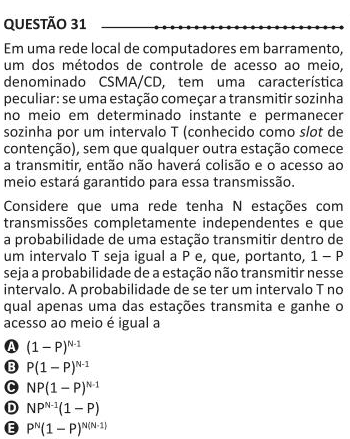 QUESTÃO 31
Em uma rede local de computadores em barramento,
um dos métodos de controle de acesso ao meio,
denominado CSMA/CD, tem uma característica
peculiar: se uma estação começar a transmitir sozinha
no meio em determinado instante e permanecer
sozinha por um intervalo T (conhecido como slot de
contenção), sem que qualquer outra estação comece
a transmitir, então não haverá colisão e o acesso ao
meio estará garantido para essa transmissão.
Considere que uma rede tenha N estações com
transmissões completamente independentes e que
a probabilidade de uma estação transmitir dentro de
um intervalo T seja igual a P e, que, portanto, 1 – P
seja a probabilidade de a estação não transmitir nesse
intervalo. A probabilidade de se ter um intervalo T no
qual apenas uma das estações transmita e ganhe o
acesso ao meio é igual a
A (1 – P)ᴺ⁻¹
B P(1 – P)ᴺ⁻¹
C NP(1 – P)ᴺ⁻¹
D NPᴺ⁻¹(1 – P)
E Pᴺ(1 – P)ᴺ⁽ᴺ⁻¹⁾